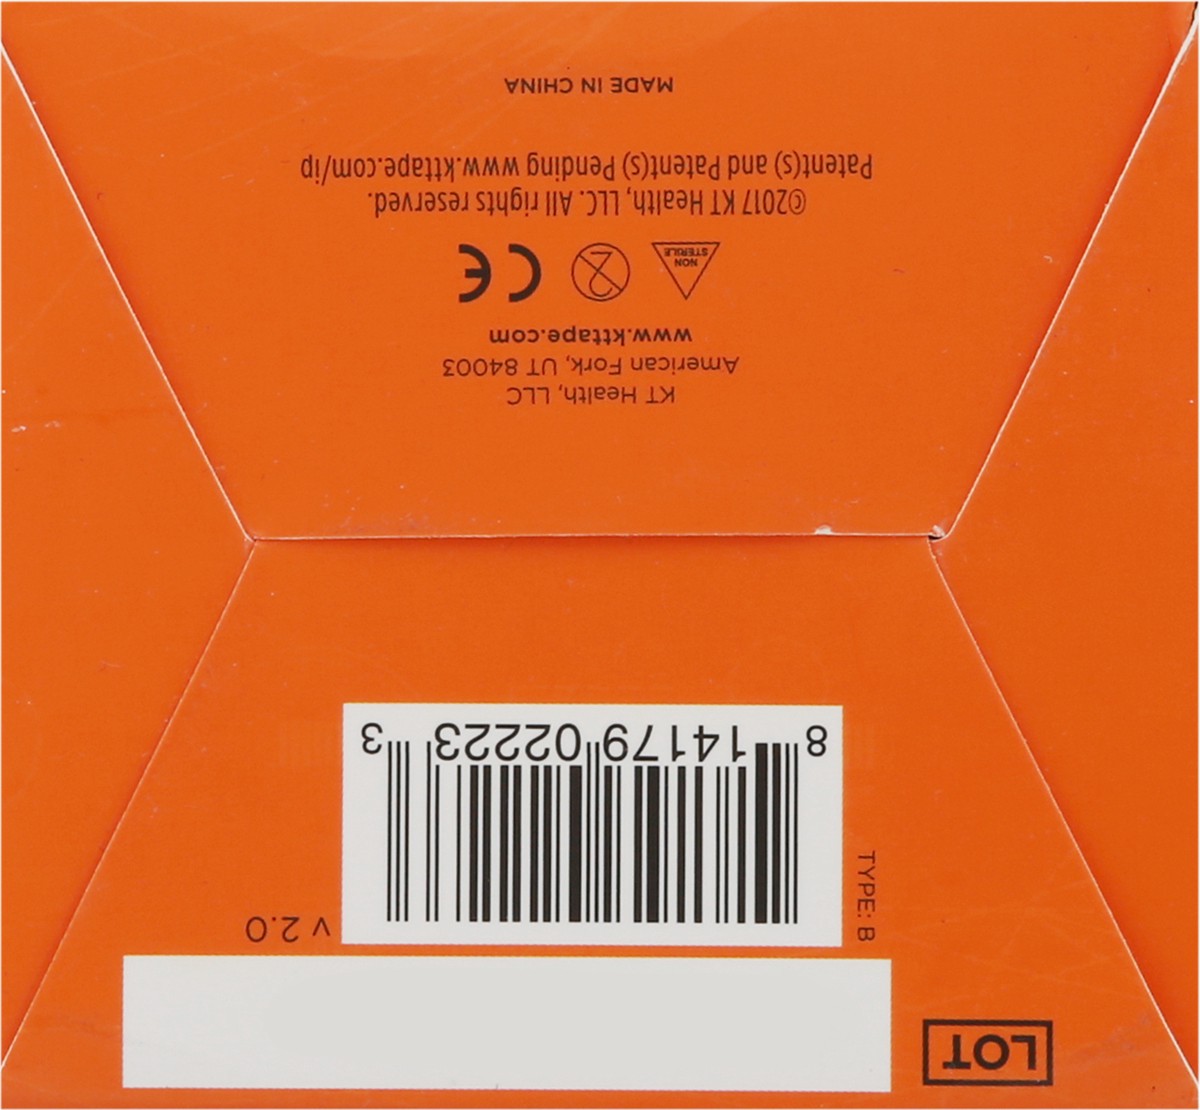 LOT
v 2.0
TYPE: B
8 14179 02223 3
KT Health, LLC
American Fork, UT 84003
www.kttape.com
NON
STERILE
2
CE
©2017 KT Health, LLC. All rights reserved.
Patent(s) and Patent(s) Pending www.kttape.com/ip
MADE IN CHINA